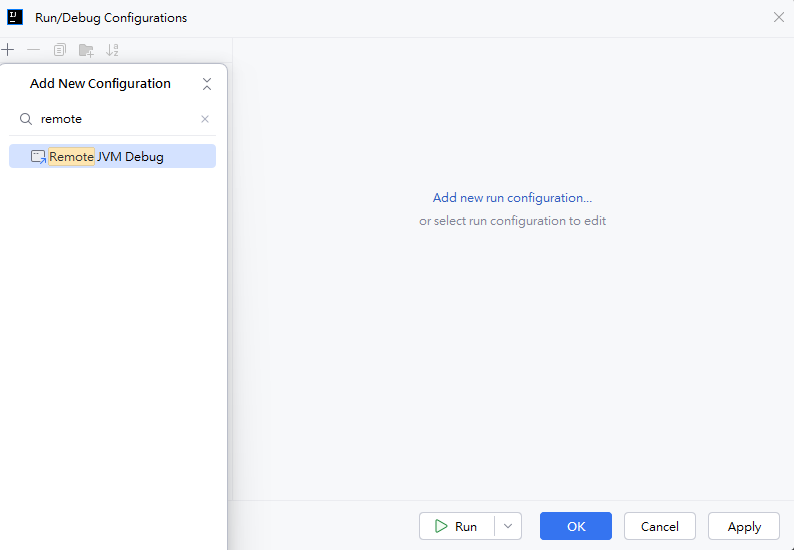 Run/Debug Configurations
Add New Configuration
remote
Remote JVM Debug
Add new run configuration...
or select run configuration to edit
Run
OK
Cancel
Apply